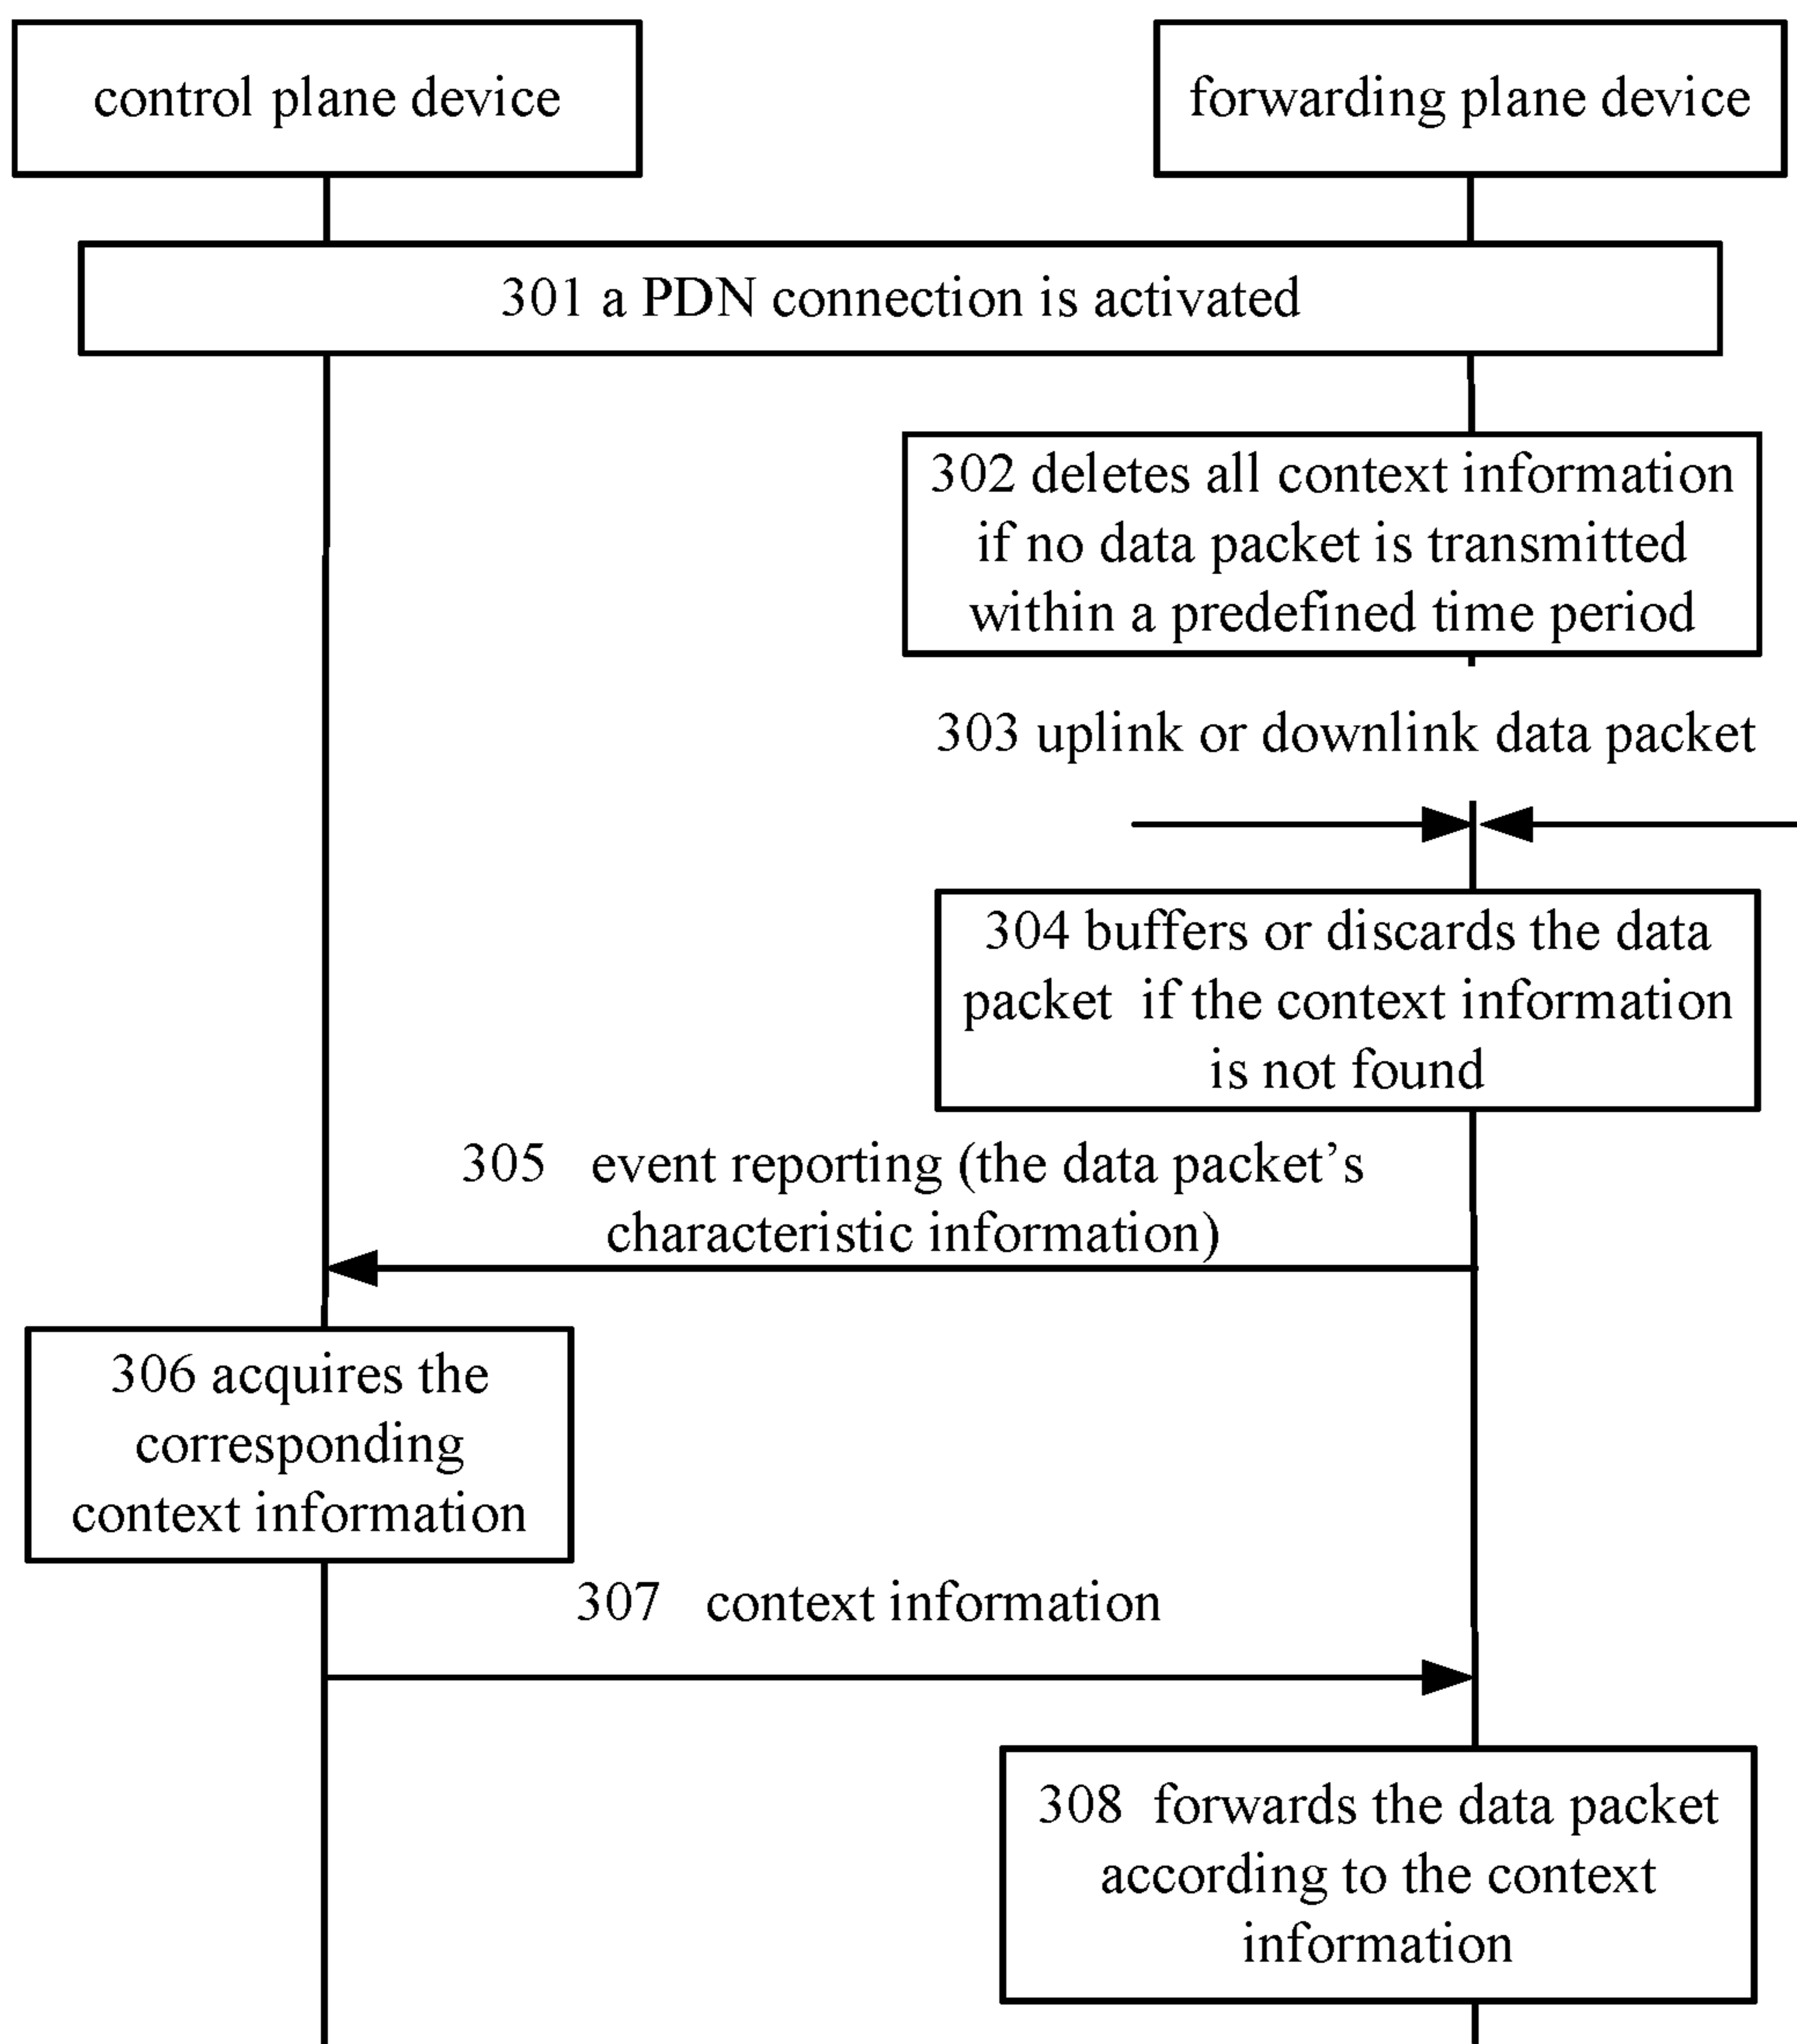 control plane device
forwarding plane device
301 a PDN connection is activated
302 deletes all context information
if no data packet is transmitted
within a predefined time period
303 uplink or downlink data packet
304 buffers or discards the data
packet if the context information
is not found
305 event reporting (the data packet’s
characteristic information)
306 acquires the
corresponding
context information
307 context information
308 forwards the data packet
according to the context
information